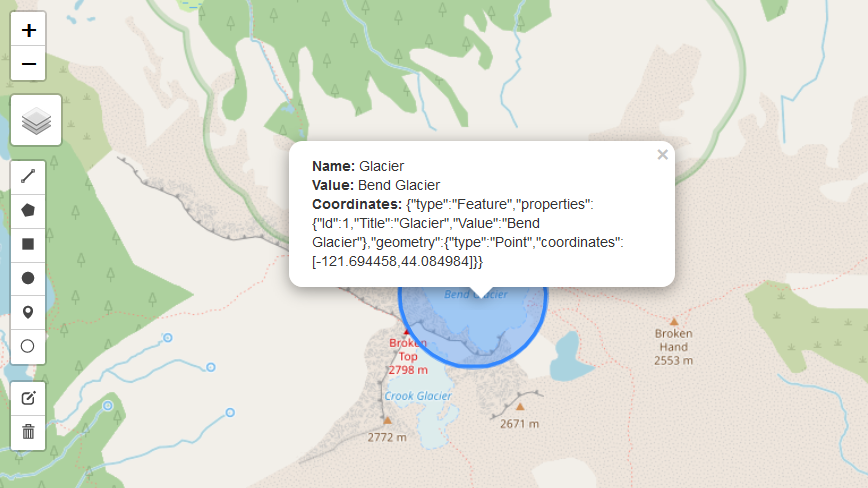 +
−
Name: Glacier
Value: Bend Glacier
Coordinates: {"type":"Feature","properties":
{"Id":1,"Title":"Glacier","Value":"Bend
Glacier"},"geometry":{"type":"Point","coordinates":
[-121.694458,44.084984]}}
×
Bend Glacier
Broken
Top
2798 m
Broken
Hand
2553 m
Crook Glacier
2772 m
2671 m